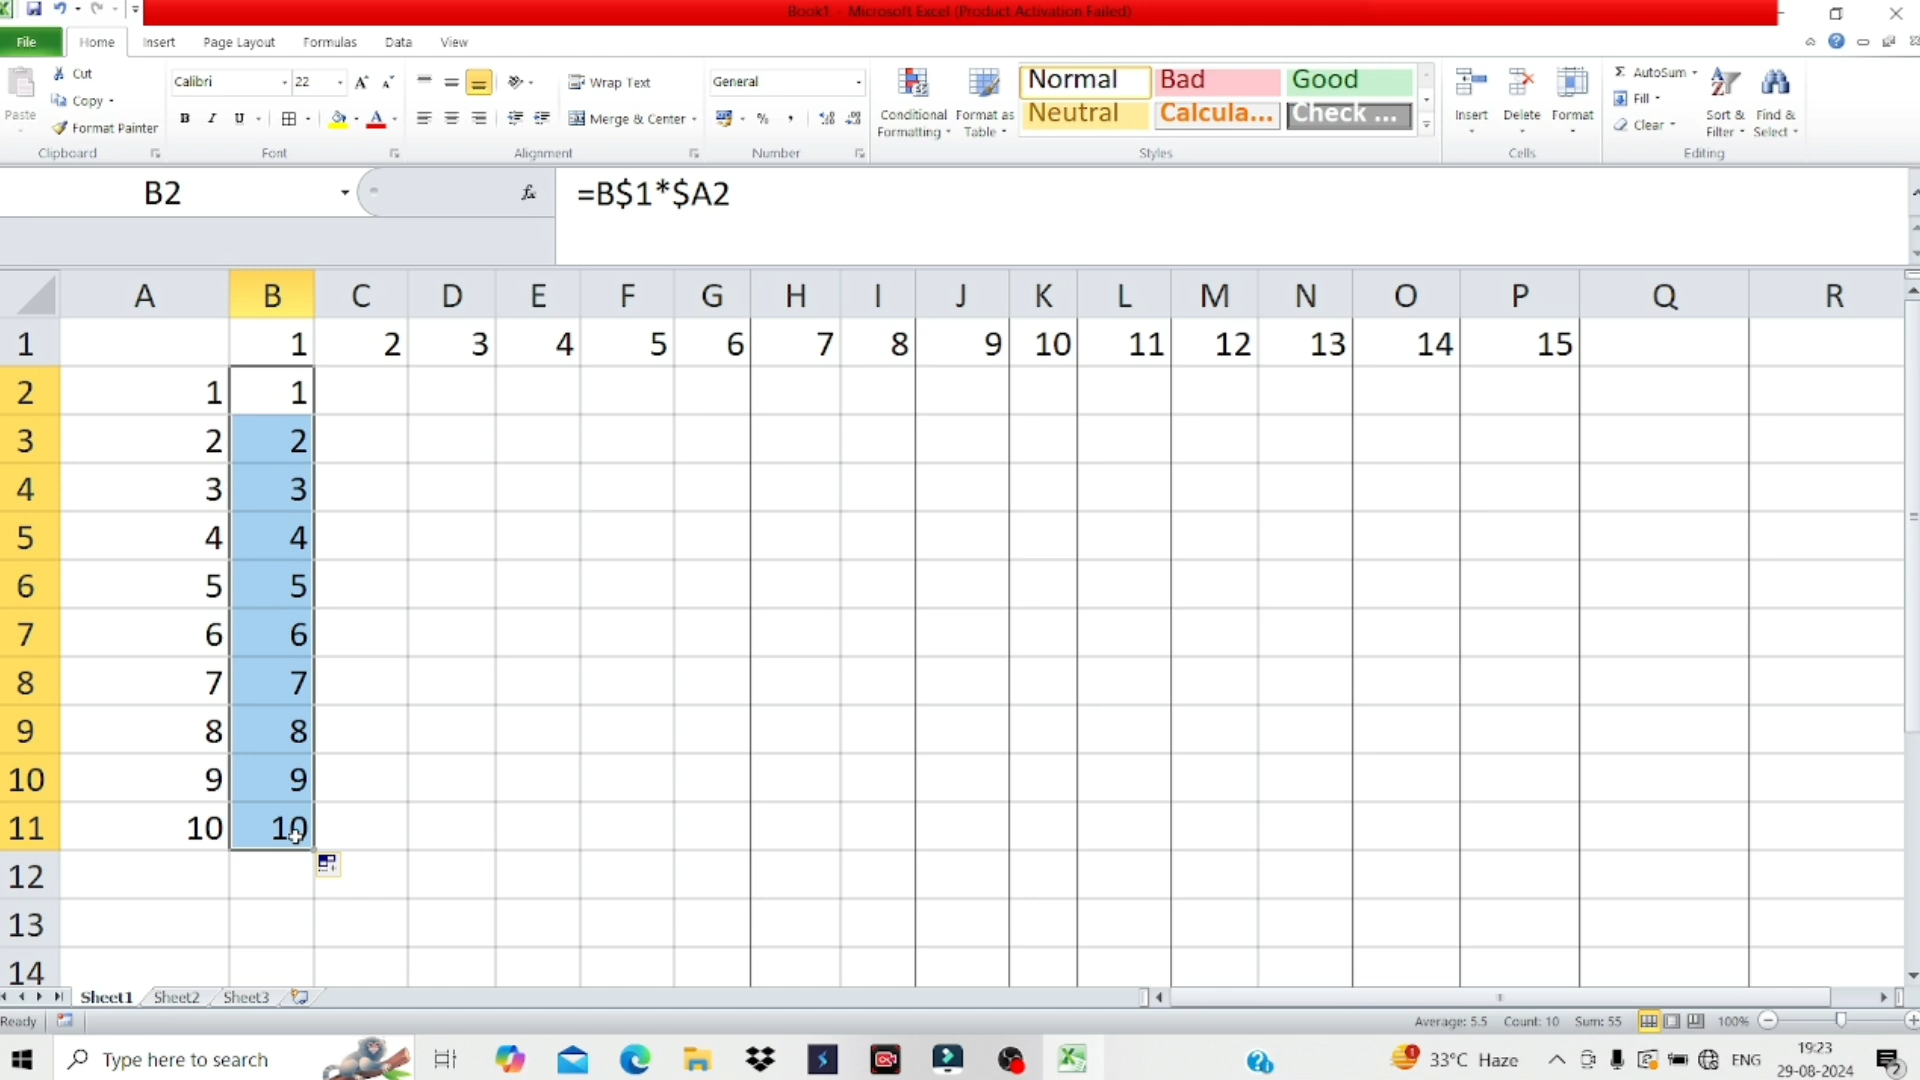 Book1 - Microsoft Excel (Product Activation Failed)
File Home Insert Page Layout Formulas Data View
Paste Cut Copy Format Painter
Clipboard
Calibri 22 A A
B I U A
Font
Wrap Text
Merge & Center
Alignment
General
% ,
Number
Conditional Formatting Format as Table
Normal Bad Good
Neutral Calcula... Check ...
Styles
Insert Delete Format
Cells
Σ AutoSum Fill Clear
Sort & Filter Find & Select
Editing
B2 fx =B$1*$A2
A B C D E F G H I J K L M N O P Q R
1 1 2 3 4 5 6 7 8 9 10 11 12 13 14 15
2 1 1
3 2 2
4 3 3
5 4 4
6 5 5
7 6 6
8 7 7
9 8 8
10 9 9
11 10 10
12
13
14
Sheet1 Sheet2 Sheet3
Ready Average: 5.5 Count: 10 Sum: 55 100%
Type here to search 33°C Haze ENG 19:23
29-08-2024 2